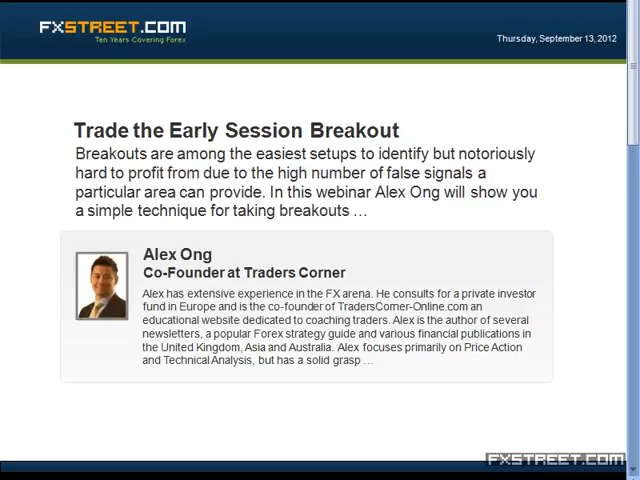 FXSTREET.COM
Ten Years Covering Forex
Thursday, September 13, 2012
Trade the Early Session Breakout
Breakouts are among the easiest setups to identify but notoriously
hard to profit from due to the high number of false signals a
particular area can provide. In this webinar Alex Ong will show you
a simple technique for taking breakouts …
Alex Ong
Co-Founder at Traders Corner
Alex has extensive experience in the FX arena. He consults for a private investor
fund in Europe and is the co-founder of TradersCorner-Online.com an
educational website dedicated to coaching traders. Alex is the author of several
newsletters, a popular Forex strategy guide and various financial publications in
the United Kingdom, Asia and Australia. Alex focuses primarily on Price Action
and Technical Analysis, but has a solid grasp …
FXSTREET.COM